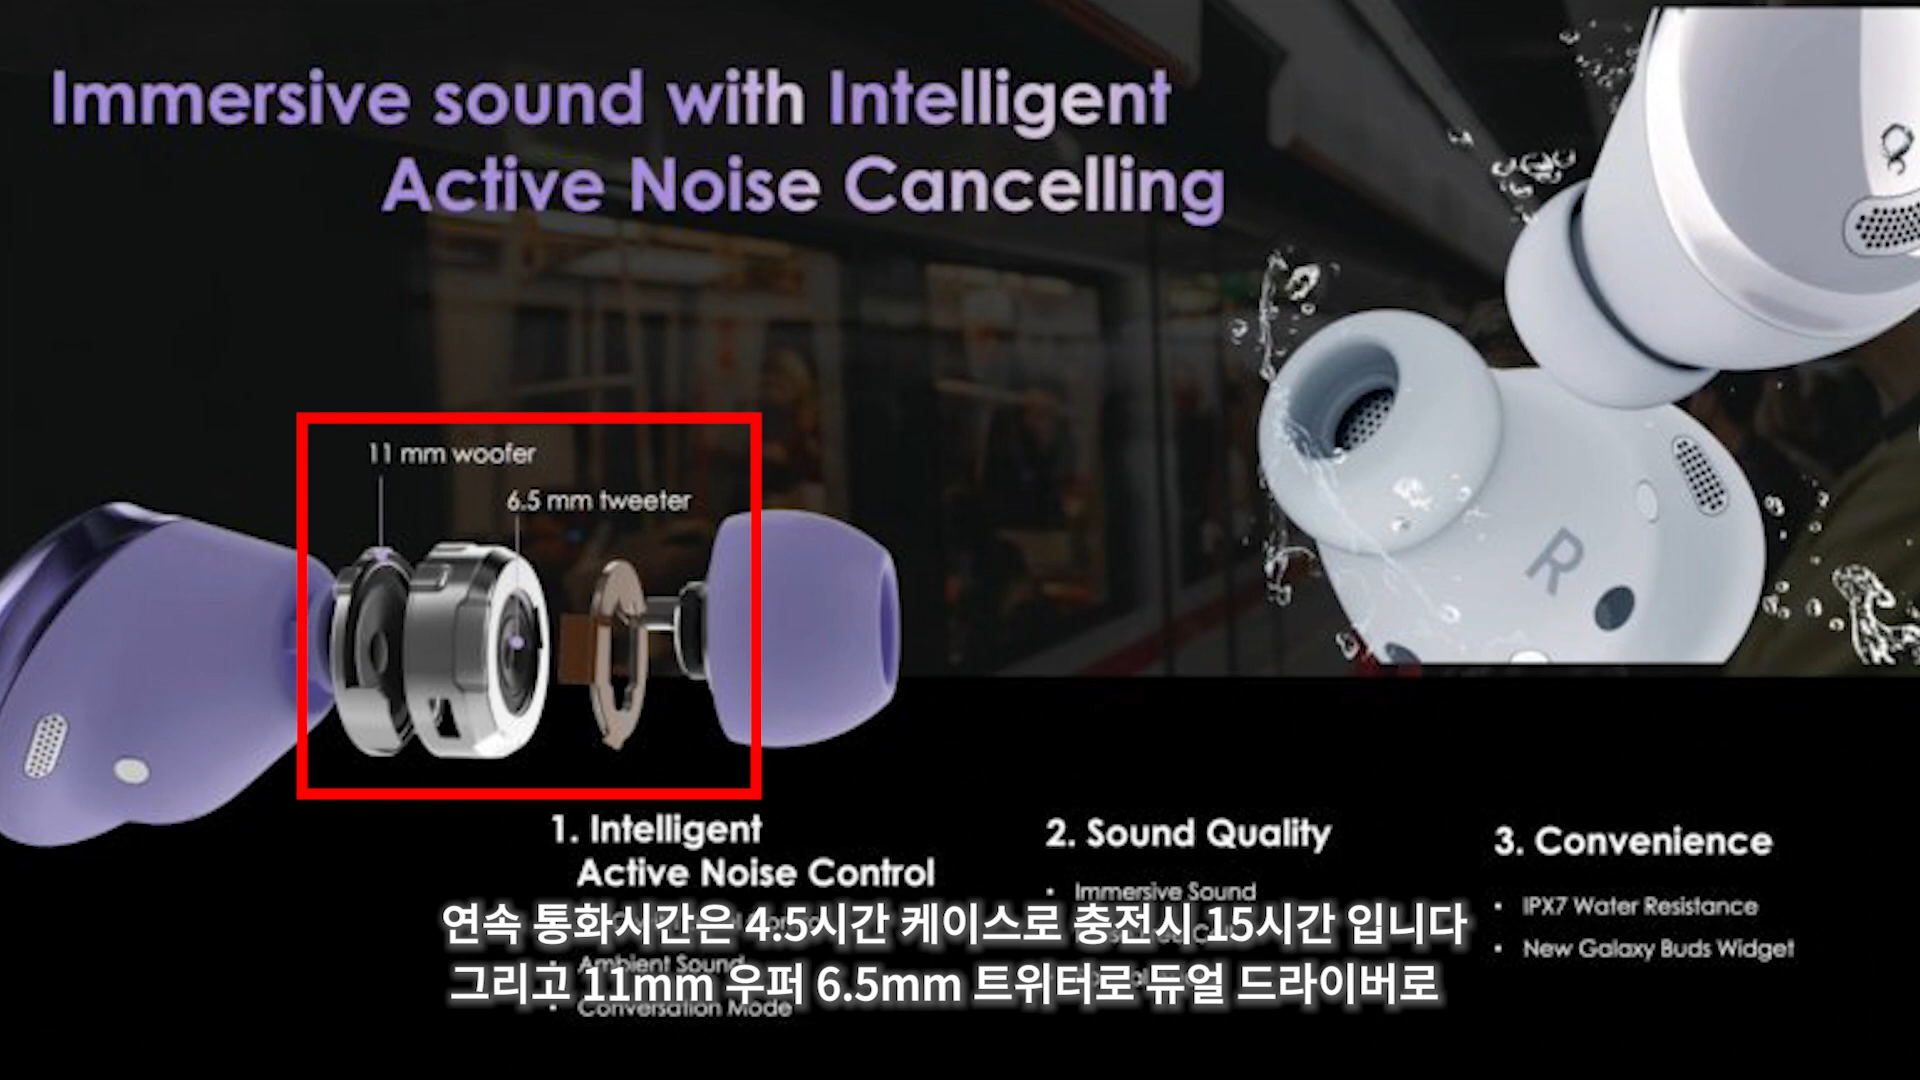 Immersive sound with Intelligent
Active Noise Cancelling
11 mm woofer
6.5 mm tweeter
R
1. Intelligent
Active Noise Control
• Ambient Sound
• Conversation Mode
2. Sound Quality
• Immersive Sound
3. Convenience
• IPX7 Water Resistance
• New Galaxy Buds Widget
연속 통화시간은 4.5시간 케이스로 충전시 15시간 입니다
그리고 11mm 우퍼 6.5mm 트위터로 듀얼 드라이버로